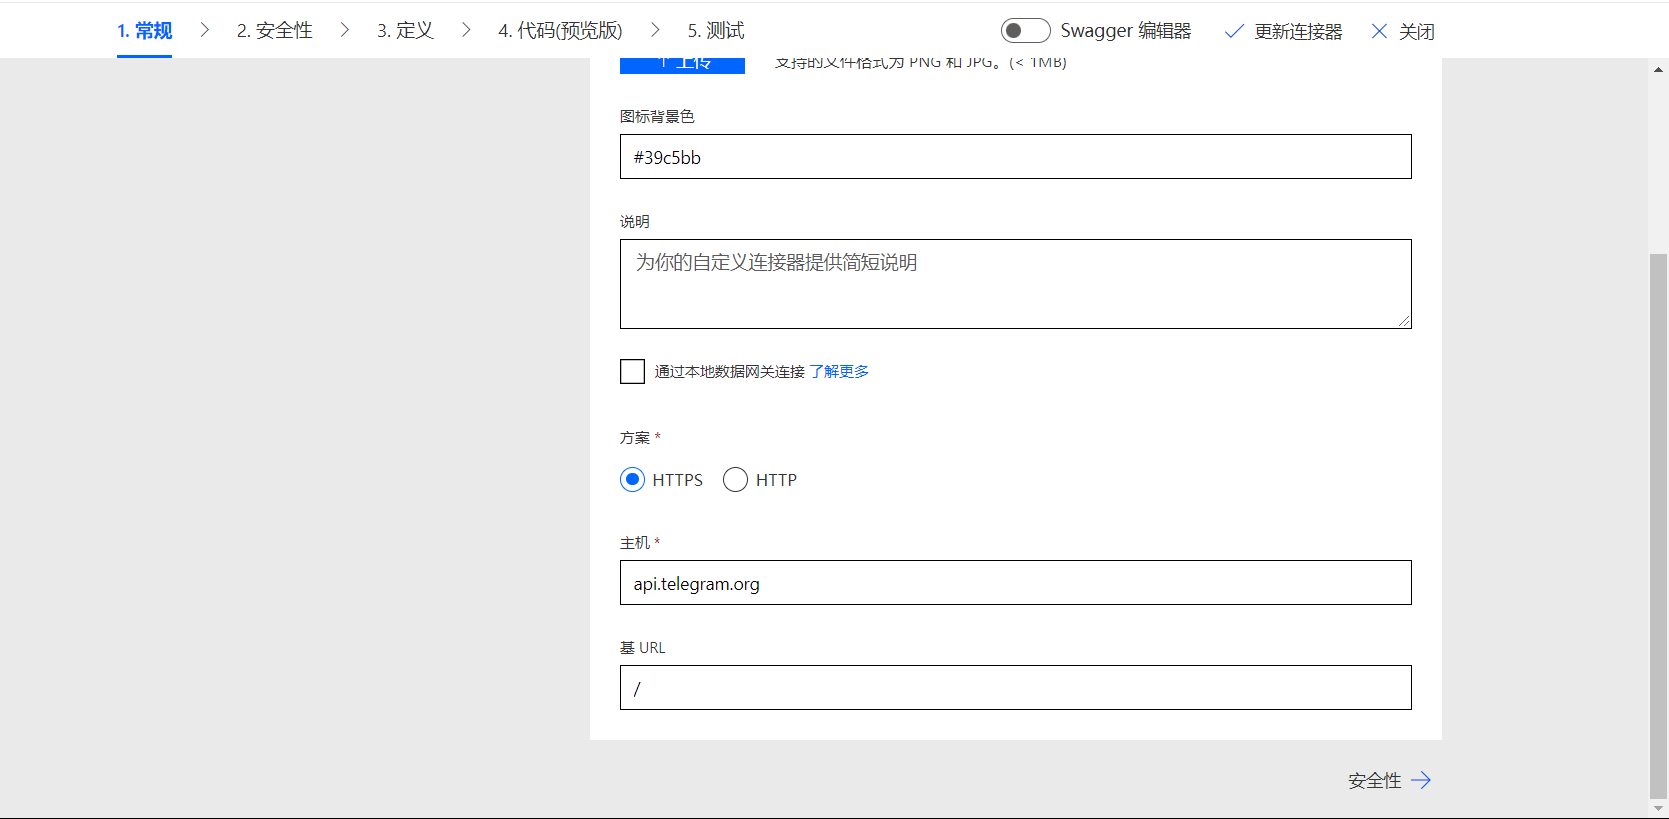 1. 常规 2. 安全性 3. 定义 4. 代码(预览版) 5. 测试 Swagger 编辑器 更新连接器 关闭
上传 支持的文件格式为 PNG 和 JPG。(< 1MB)
图标背景色
#39c5bb
说明
为你的自定义连接器提供简短说明
通过本地数据网关连接 了解更多
方案 *
HTTPS HTTP
主机 *
api.telegram.org
基 URL
/
安全性